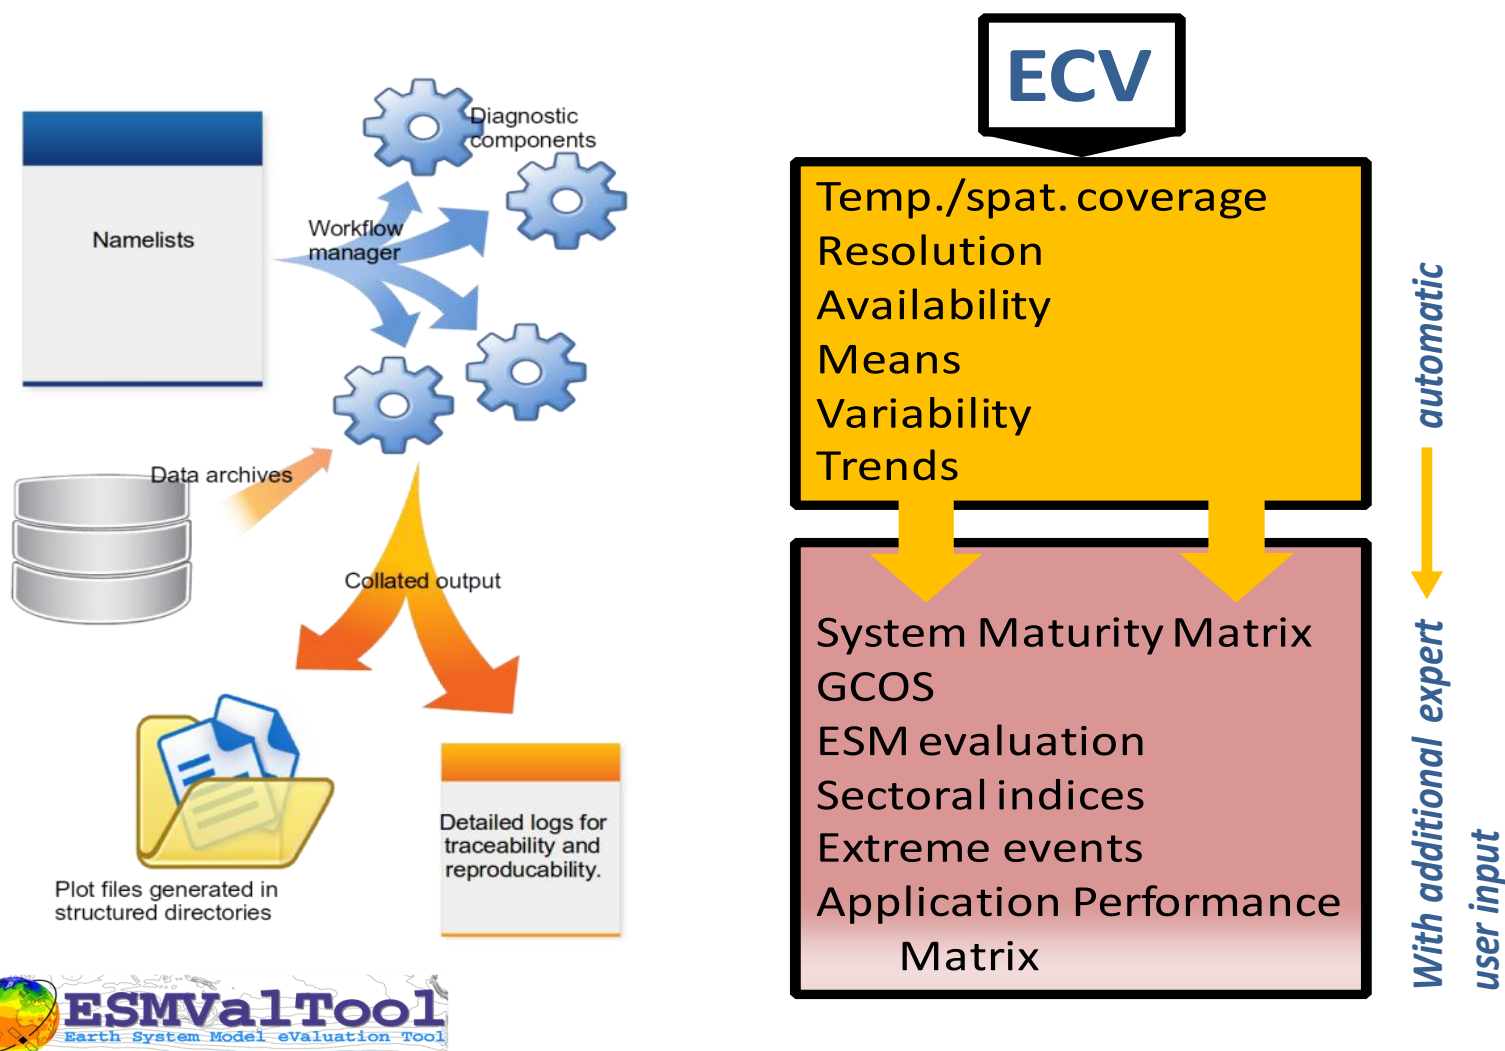 Diagnostic
components
Namelists
Workflow
manager
Data archives
Collated output
Plot files generated in
structured directories
Detailed logs for
traceability and
reproducability.
ESMValTool
Earth System Model eValuation Tool
ECV
Temp./spat. coverage
Resolution
Availability
Means
Variability
Trends
System Maturity Matrix
GCOS
ESM evaluation
Sectoral indices
Extreme events
Application Performance
Matrix
automatic
With additional expert
user input